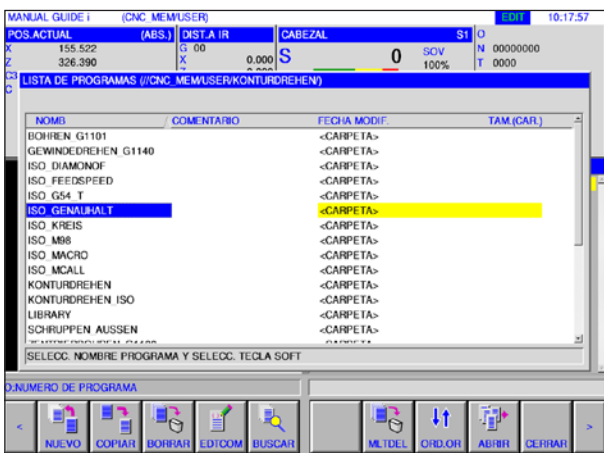 MANUAL GUIDE i (CNC_MEM/USER) EDIT 10:17:57
POS.ACTUAL (ABS.) DIST.A IR CABEZAL S1 O
X 155.522 G 00 S 0 SOV N 00000000
Z 326.390 X 0.000 100% T 0000
C3
C
LISTA DE PROGRAMAS (//CNC_MEM/USER/KONTURDREHEN/)
NOMB / COMENTARIO FECHA MODIF. TAM.(CAR.)
BOHREN_G1101 <CARPETA>
GEWINDEDREHEN_G1140 <CARPETA>
ISO_DIAMONOF <CARPETA>
ISO_FEEDSPEED <CARPETA>
ISO_G54_T <CARPETA>
ISO_GENAUHALT <CARPETA>
ISO_KREIS <CARPETA>
ISO_M98 <CARPETA>
ISO_MACRO <CARPETA>
ISO_MCALL <CARPETA>
KONTURDREHEN <CARPETA>
KONTURDREHEN_ISO <CARPETA>
LIBRARY <CARPETA>
SCHRUPPEN_AUSSEN <CARPETA>
SELECC. NOMBRE PROGRAMA Y SELECC. TECLA SOFT
O:NUMERO DE PROGRAMA
< NUEVO COPIAR BORRAR EDTCOM BUSCAR MLTDEL ORD.OR ABRIR CERRAR >